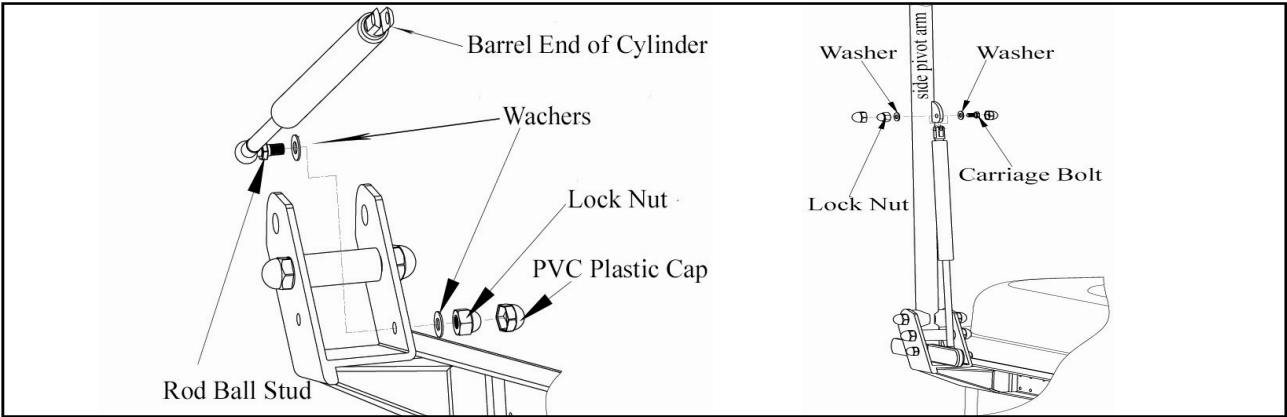 Barrel End of Cylinder
Wachers
Lock Nut
PVC Plastic Cap
Rod Ball Stud
side pivot arm
Washer
Washer
Carriage Bolt
Lock Nut